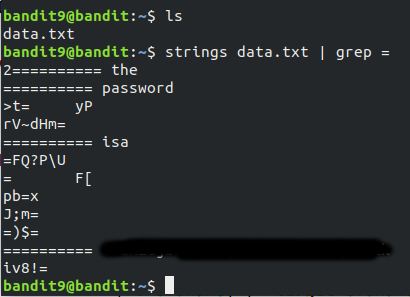 bandit9@bandit:~$ ls
data.txt
bandit9@bandit:~$ strings data.txt | grep =
2========== the
========== password
>t=     yP
rV~dHm=
========== isa
=FQ?P\U
=       F[
pb=x
J;m=
=)$=
==========
iv8!=
bandit9@bandit:~$